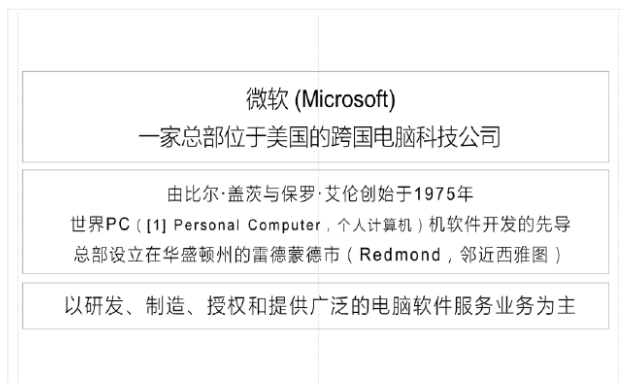 微软 (Microsoft)
一家总部位于美国的跨国电脑科技公司
由比尔·盖茨与保罗·艾伦创始于1975年
世界PC（[1] Personal Computer，个人计算机）机软件开发的先导
总部设立在华盛顿州的雷德蒙德市（Redmond，邻近西雅图）
以研发、制造、授权和提供广泛的电脑软件服务业务为主